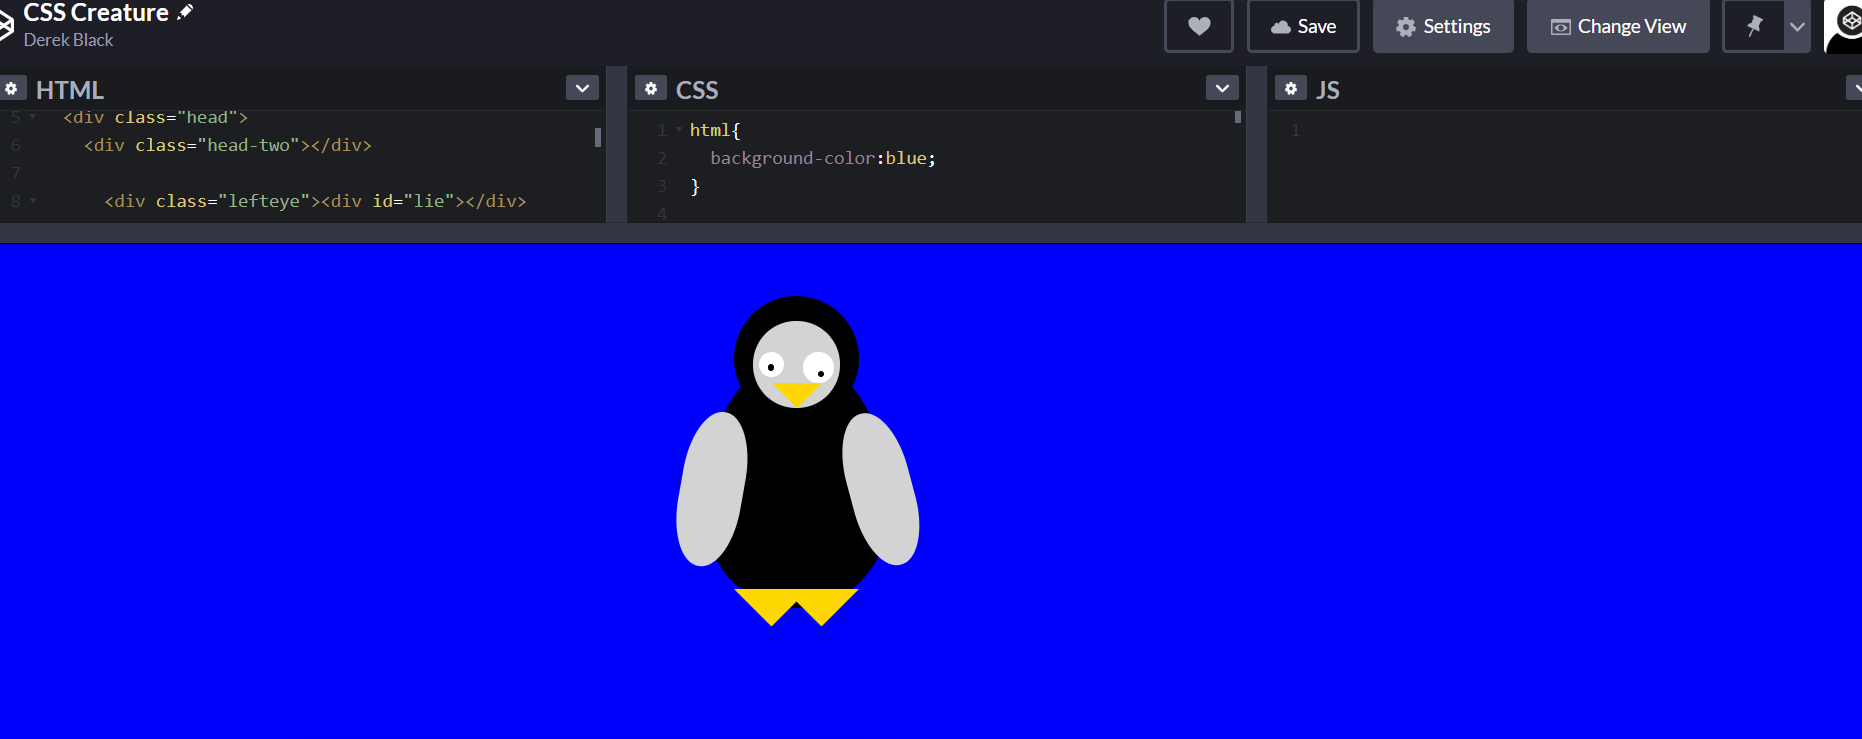 CSS Creature
Derek Black
Save
Settings
Change View
HTML
5 <div class="head">
6 <div class="head-two"></div>
7
8 <div class="lefteye"><div id="lie"></div>
CSS
1 html{
2 background-color:blue;
3 }
4
JS
1